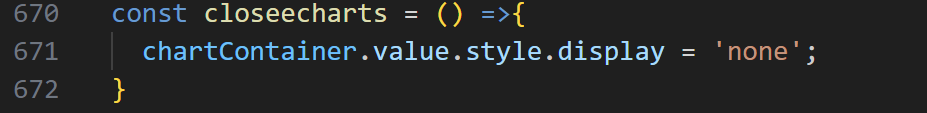 670 const closeecharts = () =>{
671 chartContainer.value.style.display = 'none';
672 }